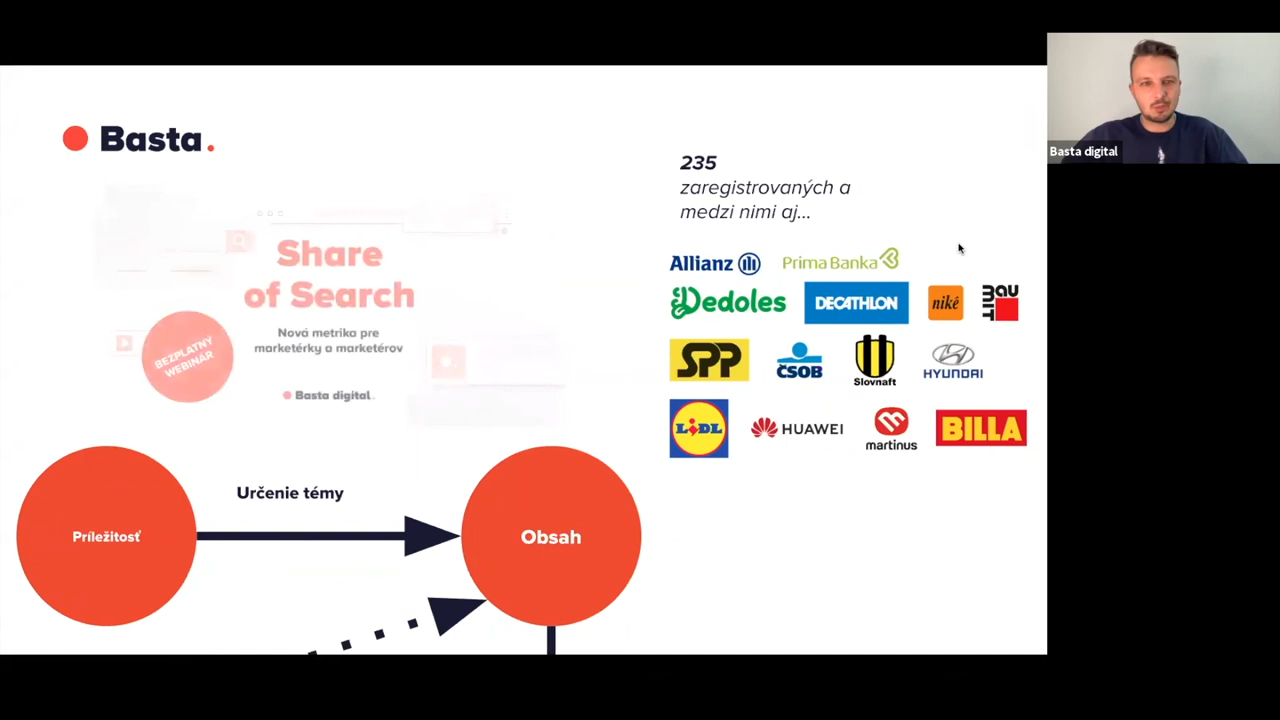 Basta.
235
zaregistrovaných a
medzi nimi aj...
Share
of Search
Nová metrika pre
marketérky a marketérov
BEZPLATNÝ
WEBINÁR
Basta digital.
Allianz
Prima Banka
Dedoles
DECATHLON
niké
BAUMIT
SPP
ČSOB
Slovnaft
HYUNDAI
LIDL
HUAWEI
martinus
BILLA
Určenie témy
Príležitosť
Obsah
Basta digital